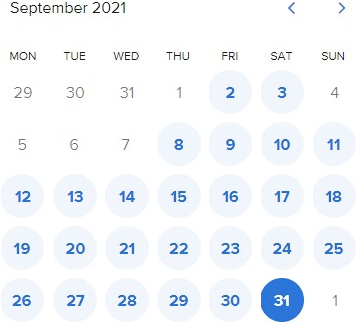 September 2021
MON TUE WED THU FRI SAT SUN
29 30 31 1 2 3 4
5 6 7 8 9 10 11
12 13 14 15 16 17 18
19 20 21 22 23 24 25
26 27 28 29 30 31 1